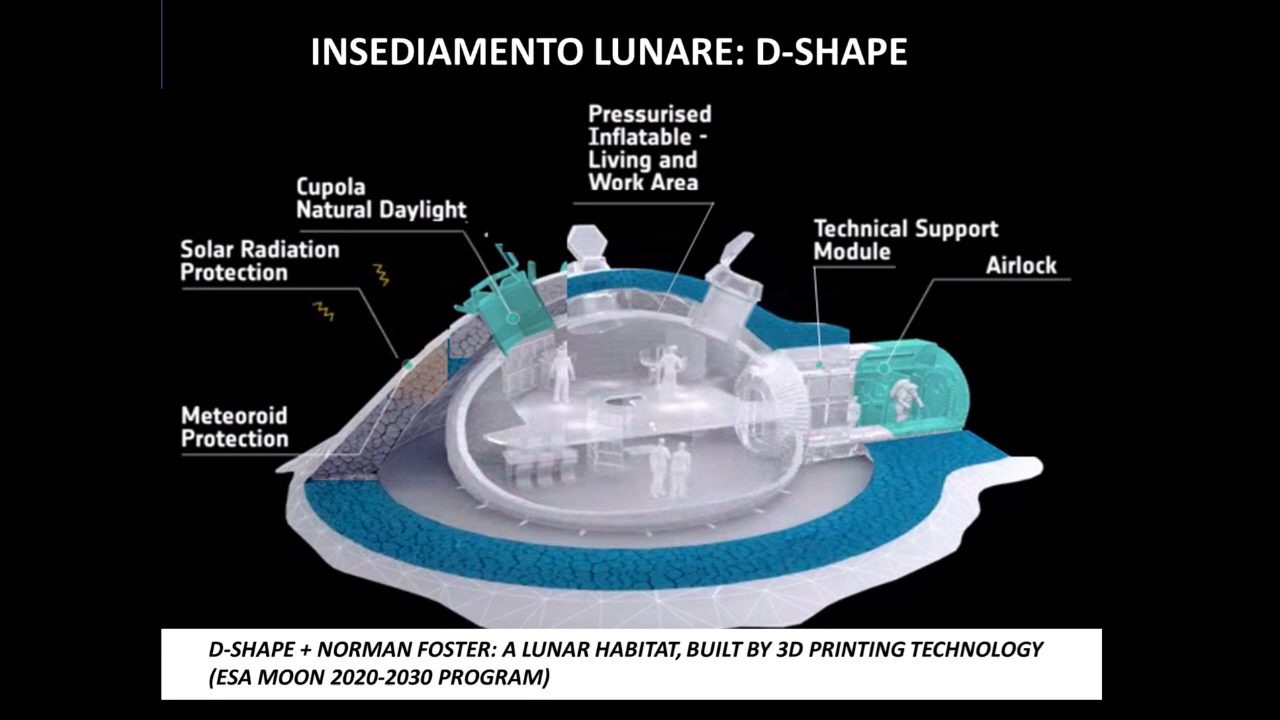 INSEDIAMENTO LUNARE: D-SHAPE
Pressurised
Inflatable -
Living and
Work Area
Cupola
Natural Daylight
Technical Support
Module
Solar Radiation
Protection
Airlock
Meteoroid
Protection
D-SHAPE + NORMAN FOSTER: A LUNAR HABITAT, BUILT BY 3D PRINTING TECHNOLOGY
(ESA MOON 2020-2030 PROGRAM)